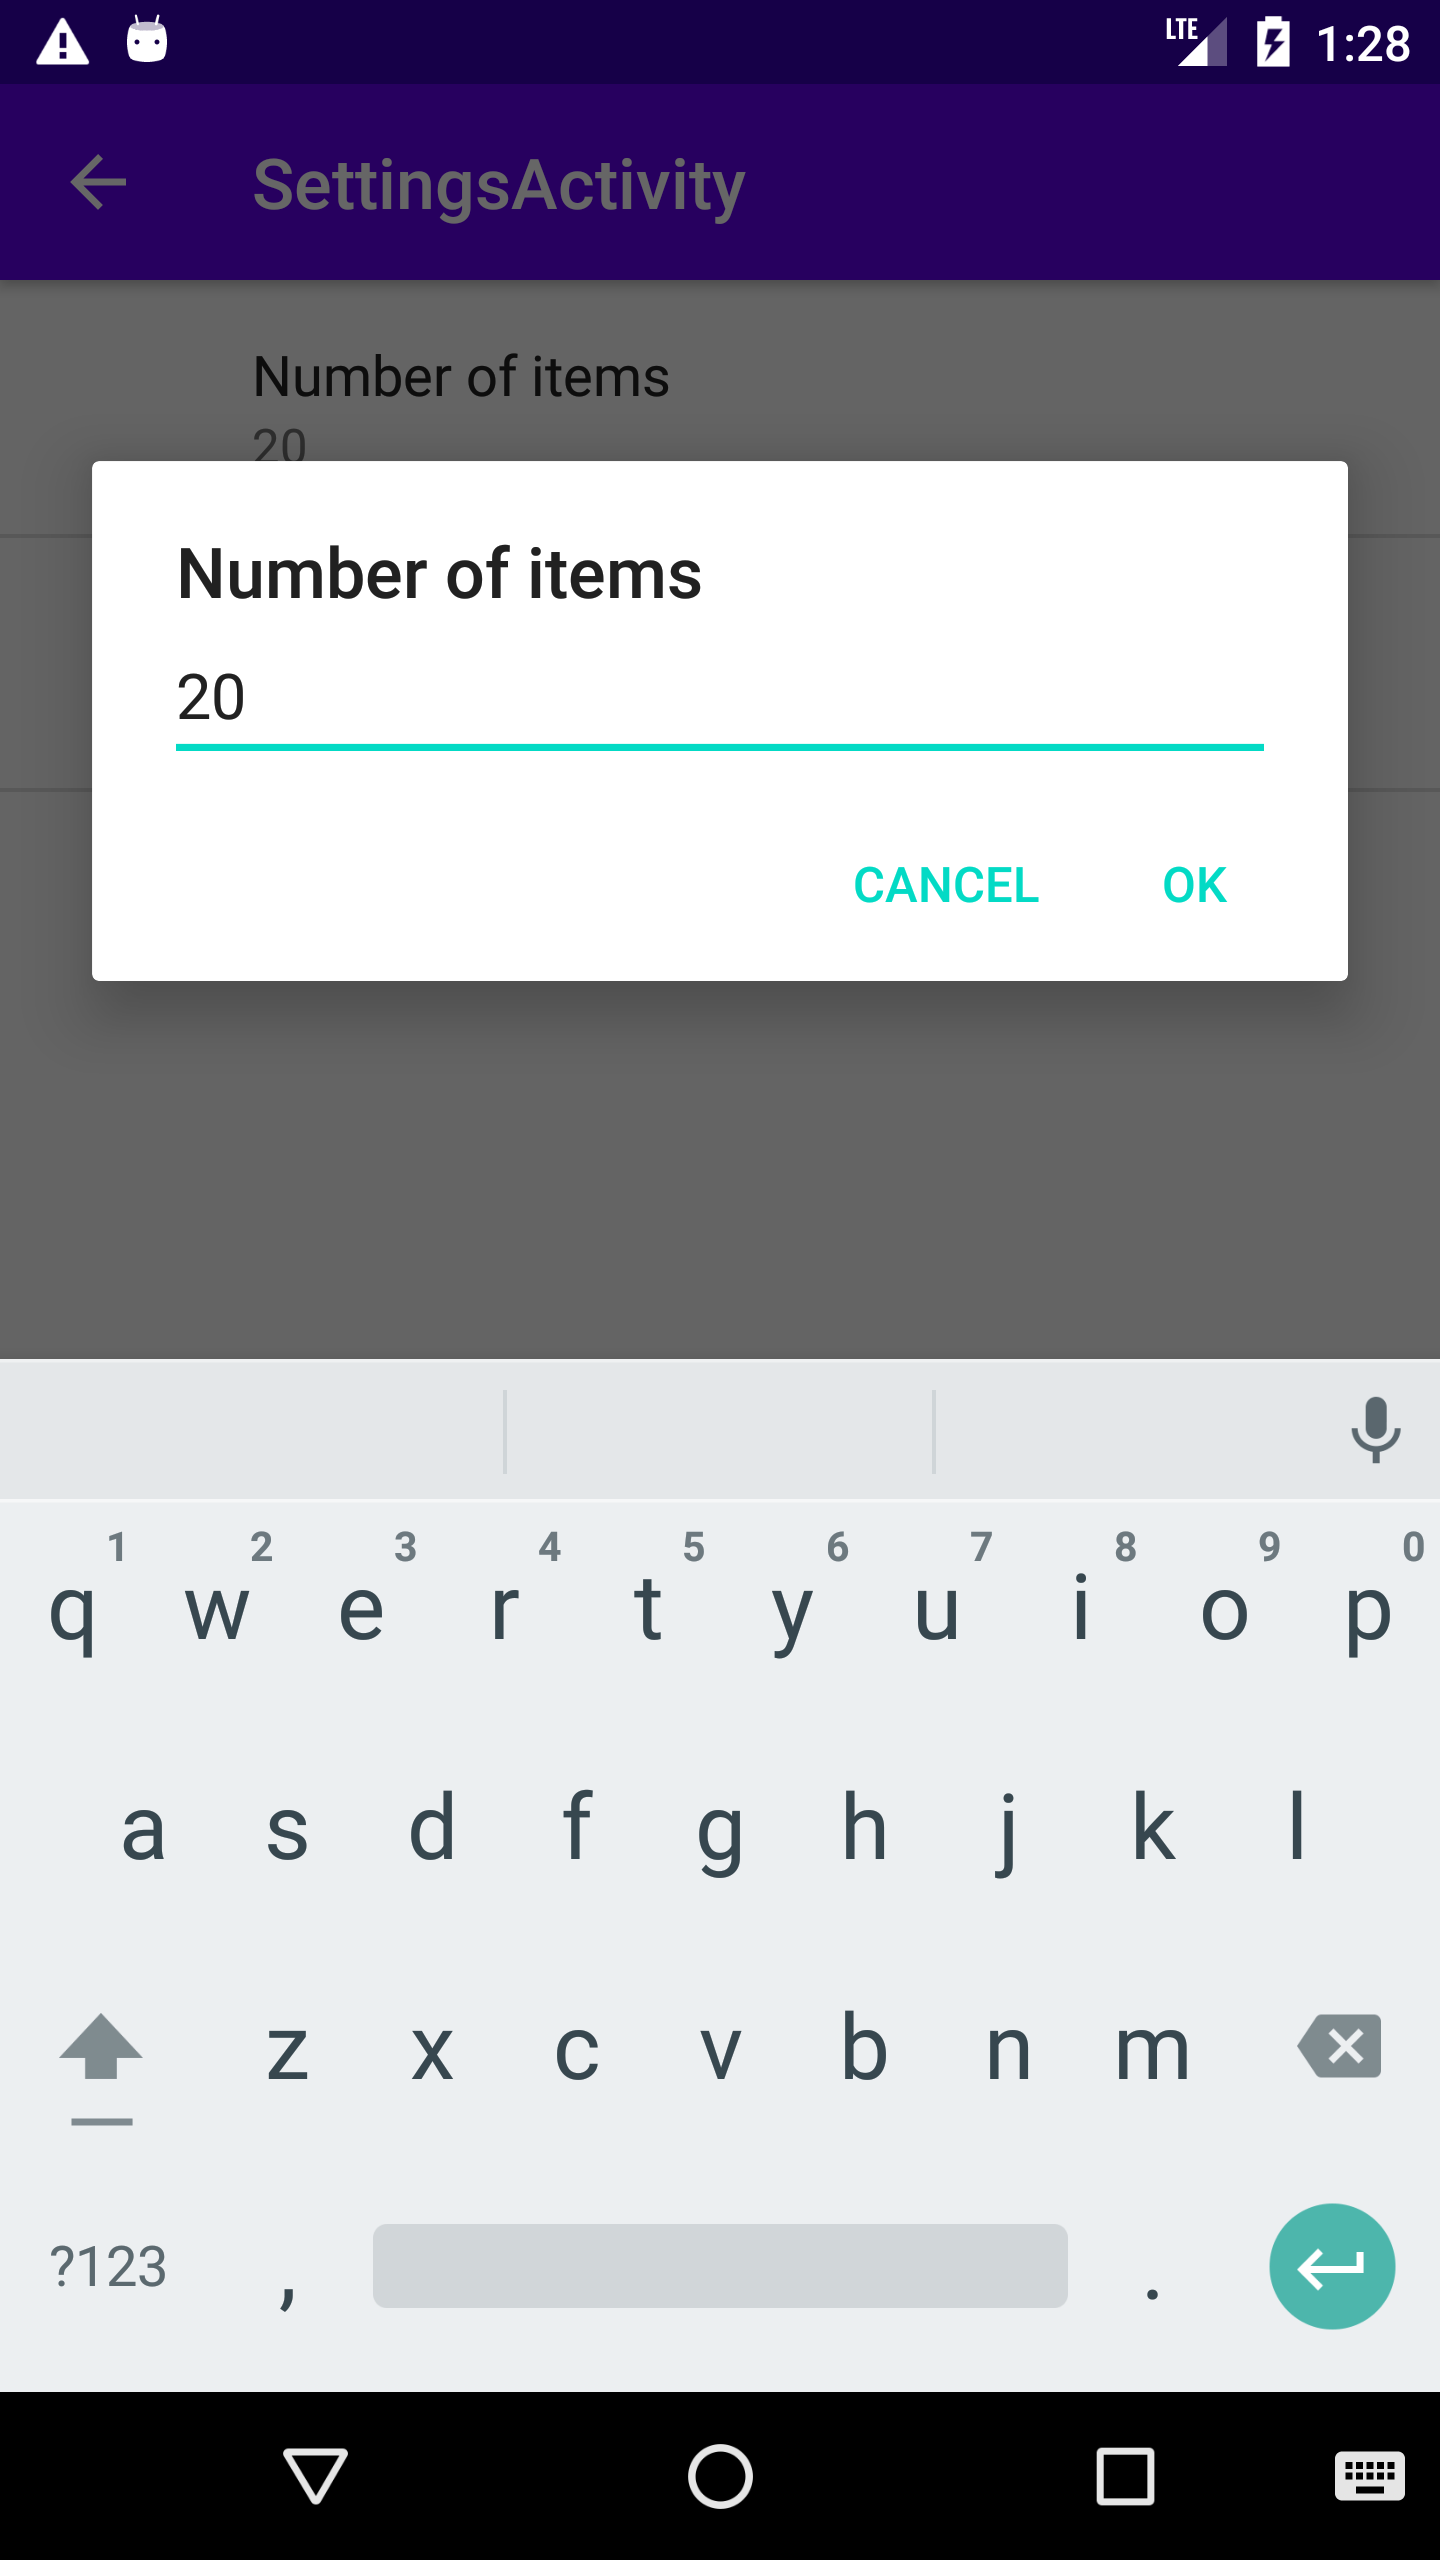 LTE 1:28
SettingsActivity
Number of items
20
Number of items
20
CANCEL OK
1 2 3 4 5 6 7 8 9 0
q w e r t y u i o p
a s d f g h j k l
z x c v b n m
?123 , .